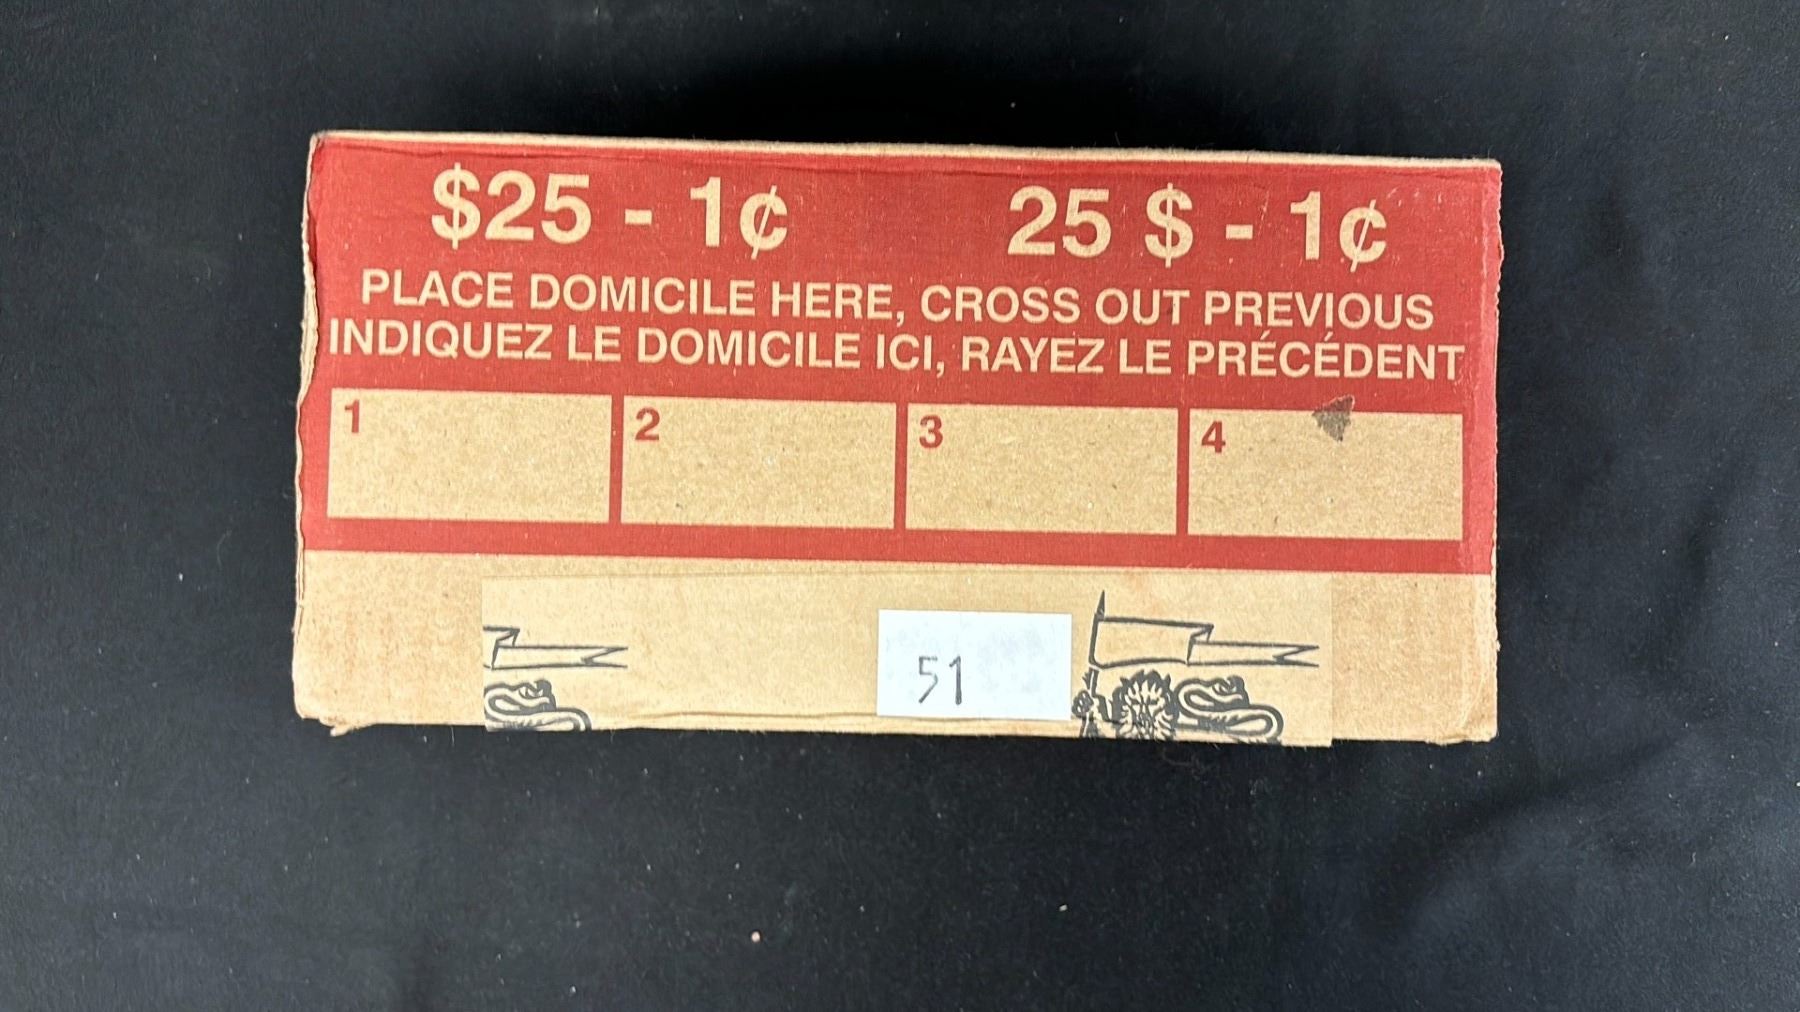 $25 - 1¢ 25 $ - 1¢
PLACE DOMICILE HERE, CROSS OUT PREVIOUS
INDIQUEZ LE DOMICILE ICI, RAYEZ LE PRÉCÉDENT
1 2 3 4
51